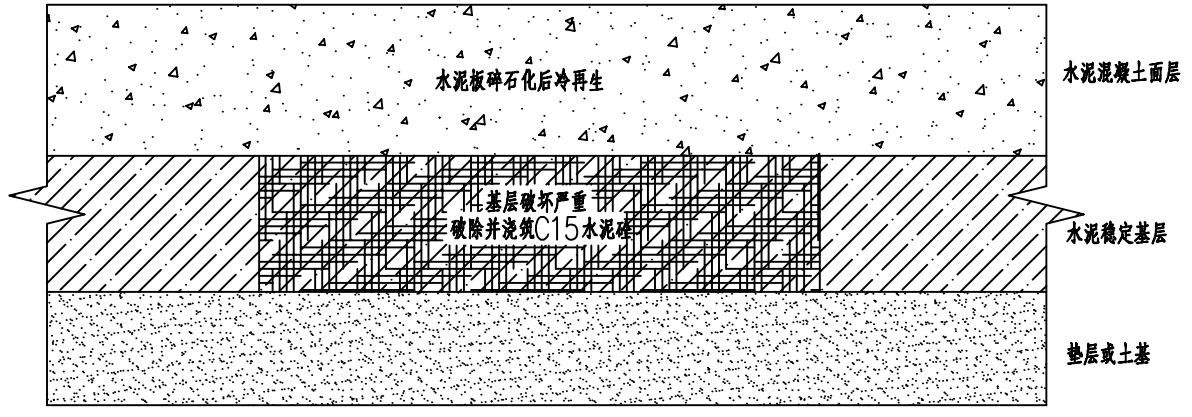 水泥板碎石化后冷再生
水泥混凝土面层
基层破坏严重
破除并浇筑C15水泥砼
水泥稳定基层
垫层或土基